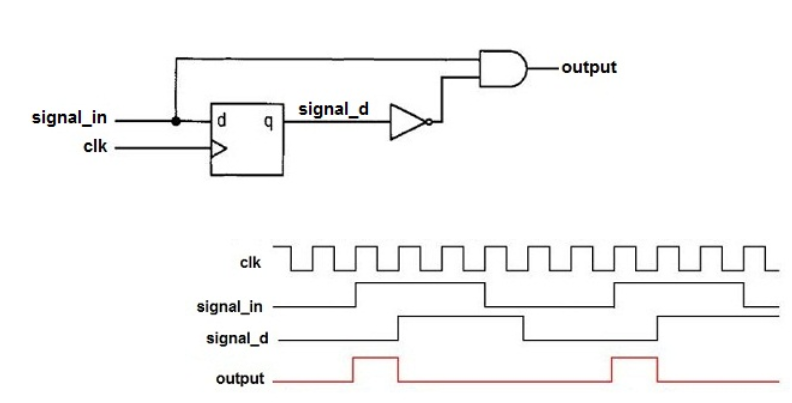 output
signal_d
signal_in
d q
clk
clk
signal_in
signal_d
output